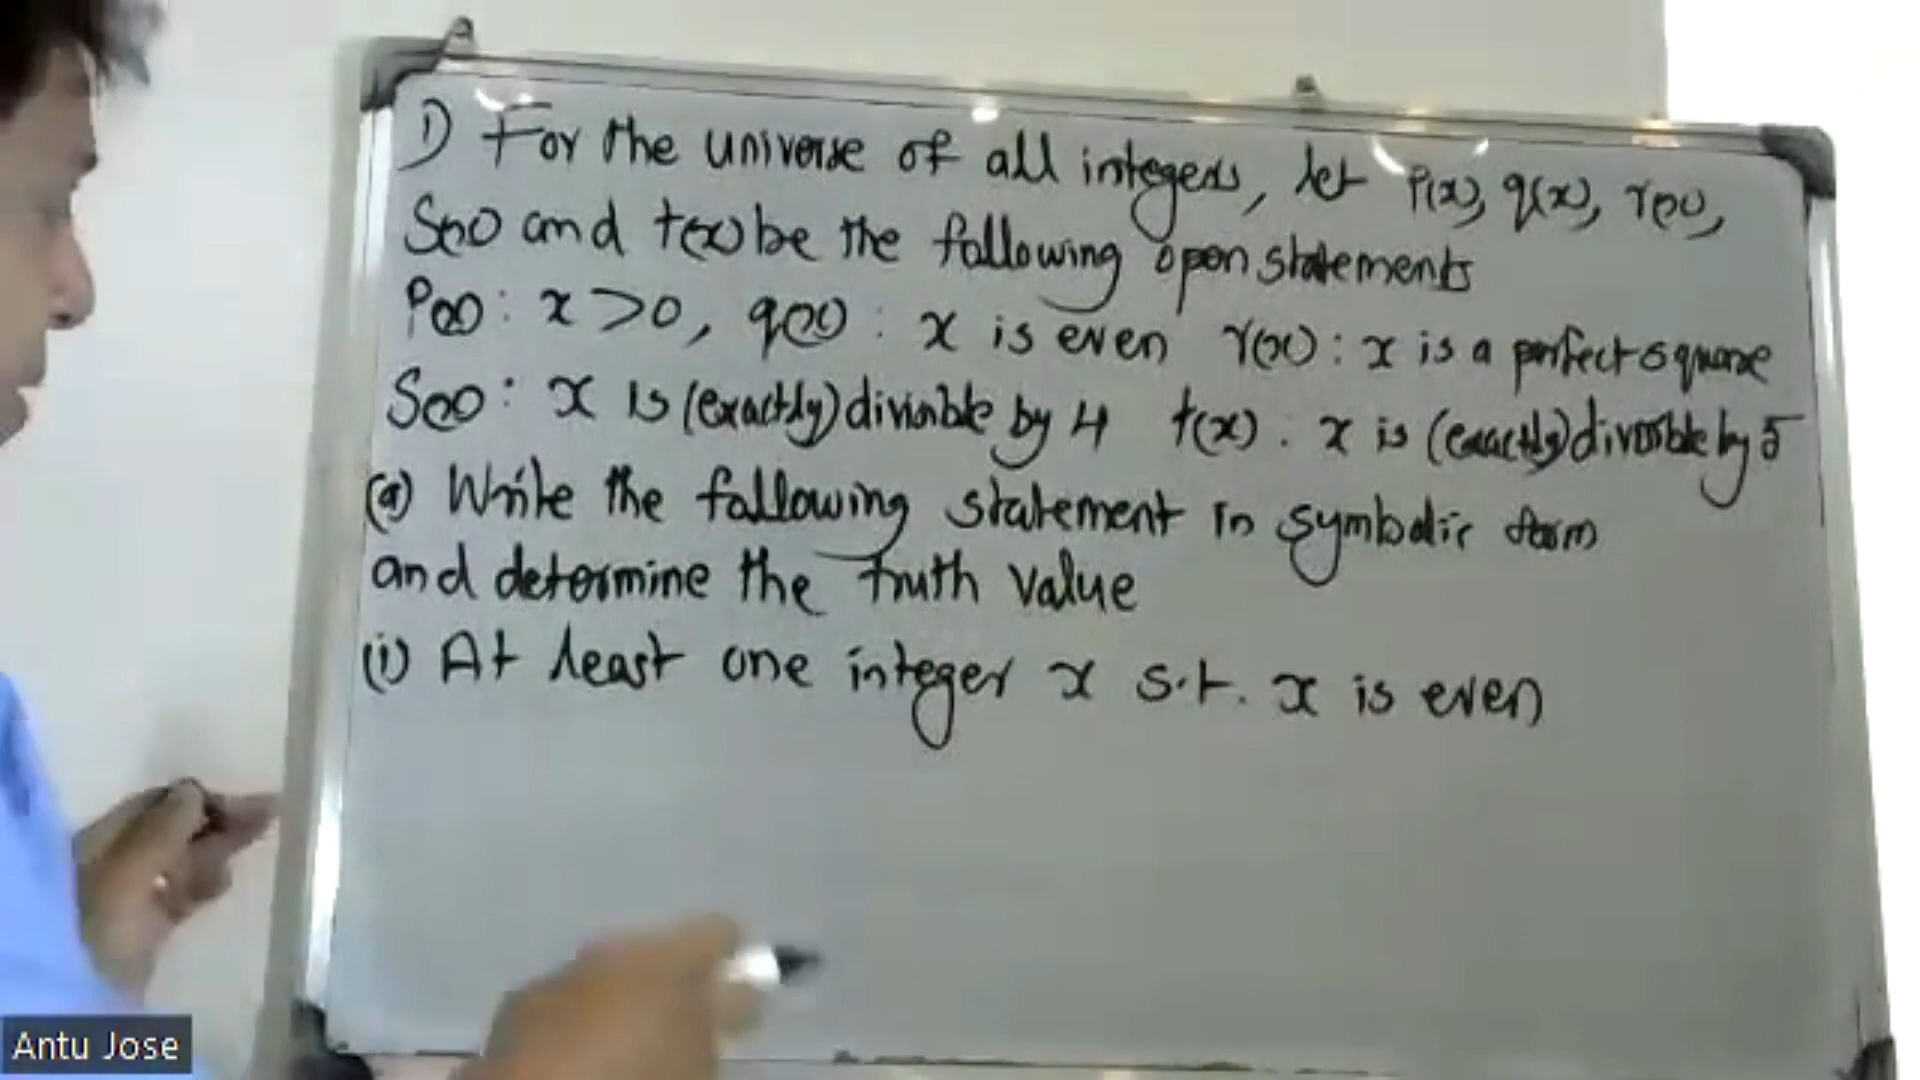 1) For the universe of all integers, let p(x), q(x), r(x),
S(x) and t(x) be the following open statements
P(x) : x > 0, q(x) : x is even r(x) : x is a perfect square
S(x) : x is (exactly) divisible by 4 t(x) : x is (exactly) divisible by 5
(a) Write the following statement in symbolic form
and determine the truth value
(i) At least one integer x s.t. x is even
Antu Jose